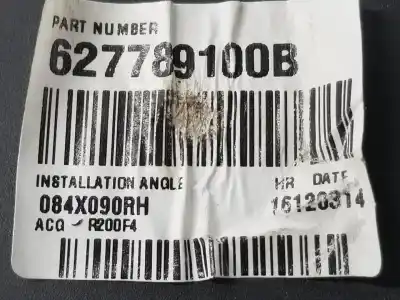 PART NUMBER
627789100B
INSTALLATION ANGLE
HR DATE
084X090RH
16120314
ACQ - R200F4